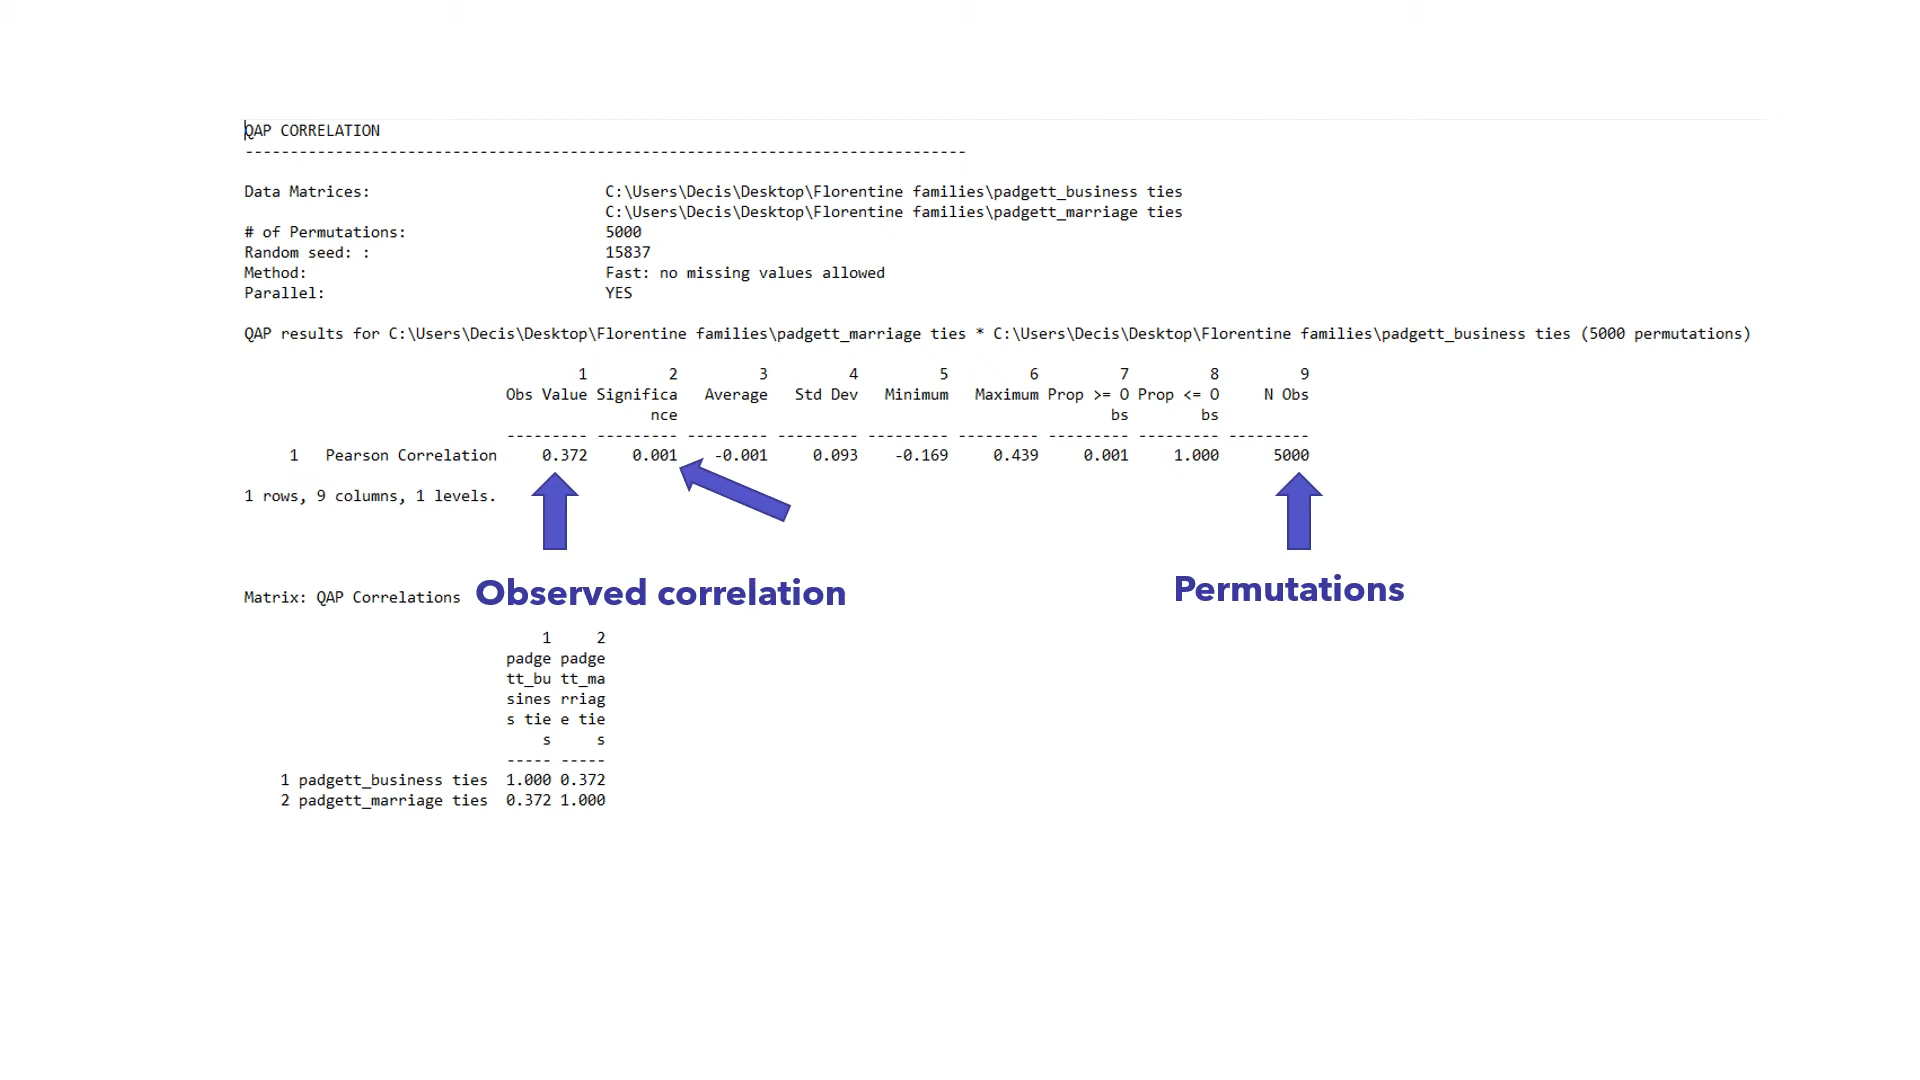 QAP CORRELATION
--------------------------------------------------------------------------------
Data Matrices: C:\Users\Decis\Desktop\Florentine families\padgett_business ties
C:\Users\Decis\Desktop\Florentine families\padgett_marriage ties
# of Permutations: 5000
Random seed: : 15837
Method: Fast: no missing values allowed
Parallel: YES
QAP results for C:\Users\Decis\Desktop\Florentine families\padgett_marriage ties * C:\Users\Decis\Desktop\Florentine families\padgett_business ties (5000 permutations)
1 2 3 4 5 6 7 8 9
Obs Value Significa Average Std Dev Minimum Maximum Prop >= O Prop <= O N Obs
nce bs bs
--------- --------- --------- --------- --------- --------- --------- --------- ---------
1 Pearson Correlation 0.372 0.001 -0.001 0.093 -0.169 0.439 0.001 1.000 5000
1 rows, 9 columns, 1 levels.
Observed correlation
Permutations
Matrix: QAP Correlations
1 2
padge padge
tt_bu tt_ma
sines rriag
s tie e tie
s s
----- -----
1 padgett_business ties 1.000 0.372
2 padgett_marriage ties 0.372 1.000